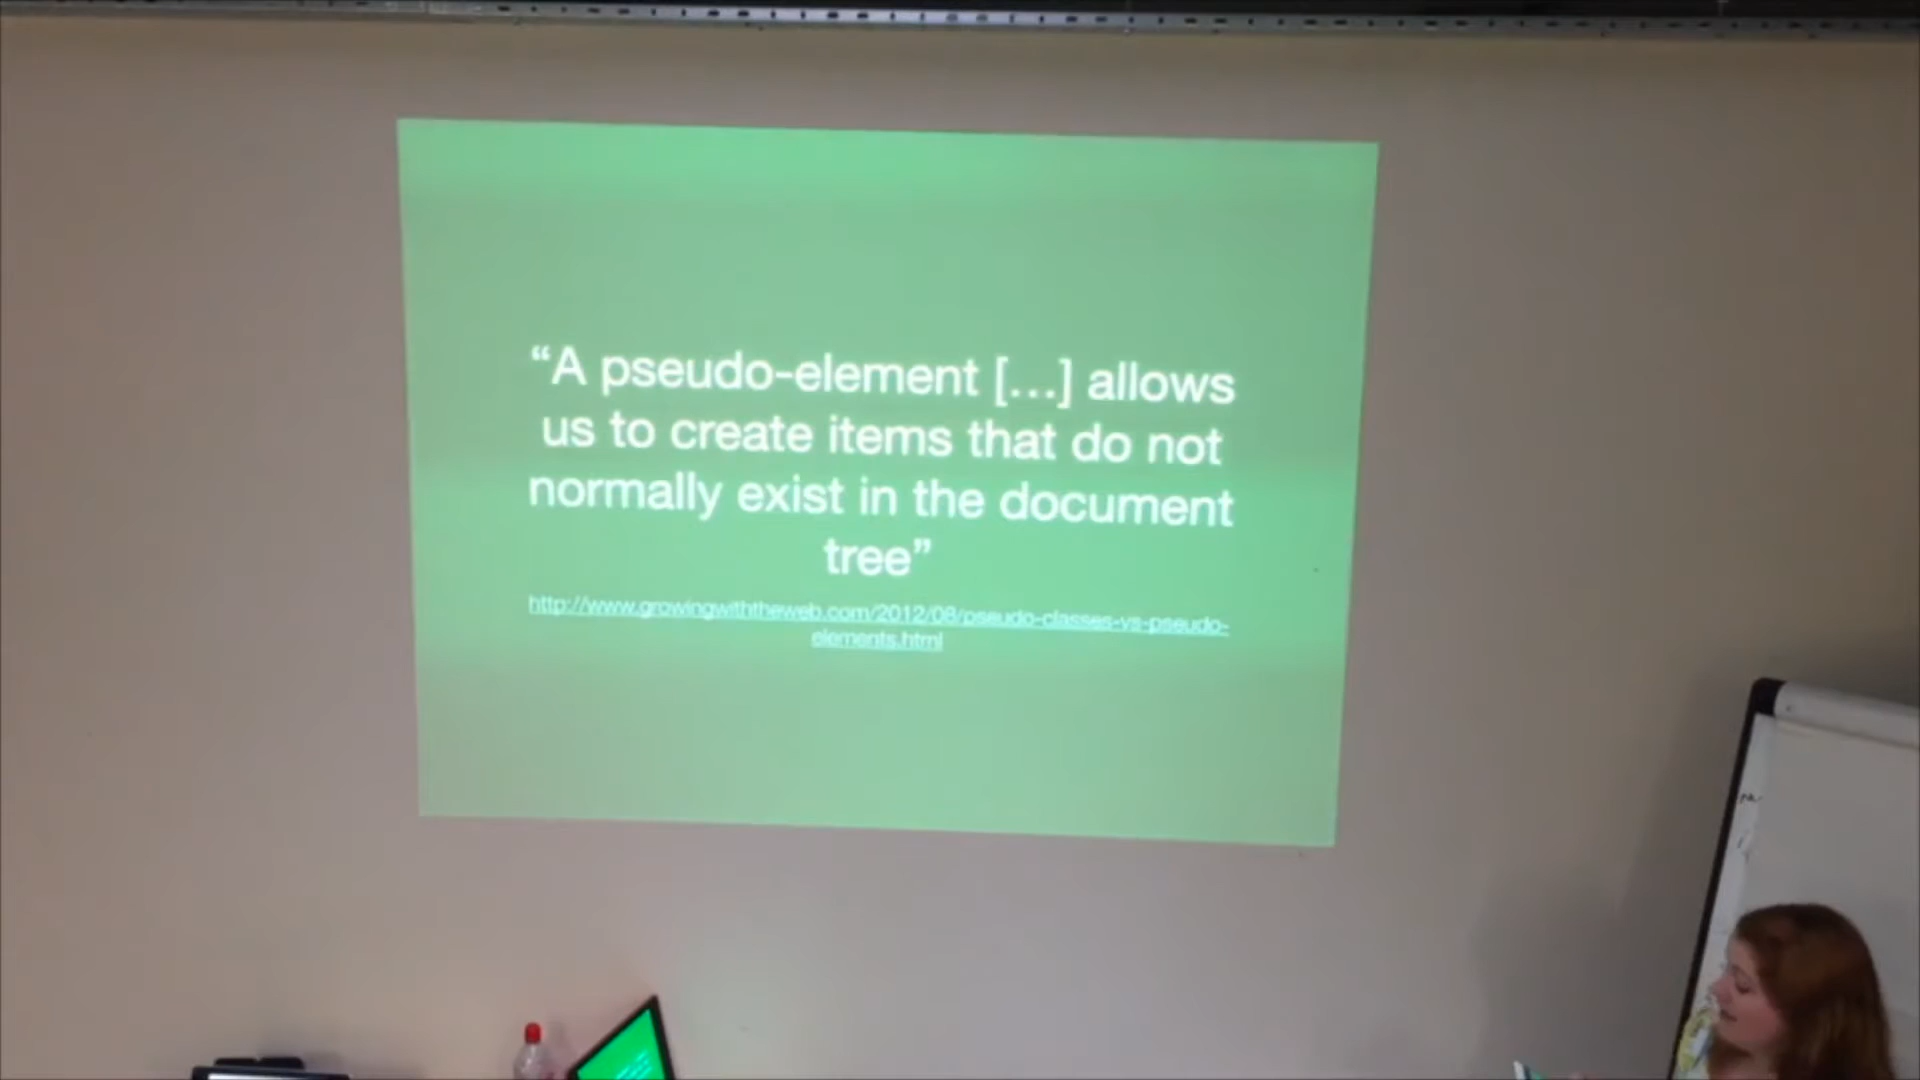 “A pseudo-element [...] allows
us to create items that do not
normally exist in the document
tree”
http://www.growingwiththeweb.com/2012/08/pseudo-classes-vs-pseudo-
elements.html